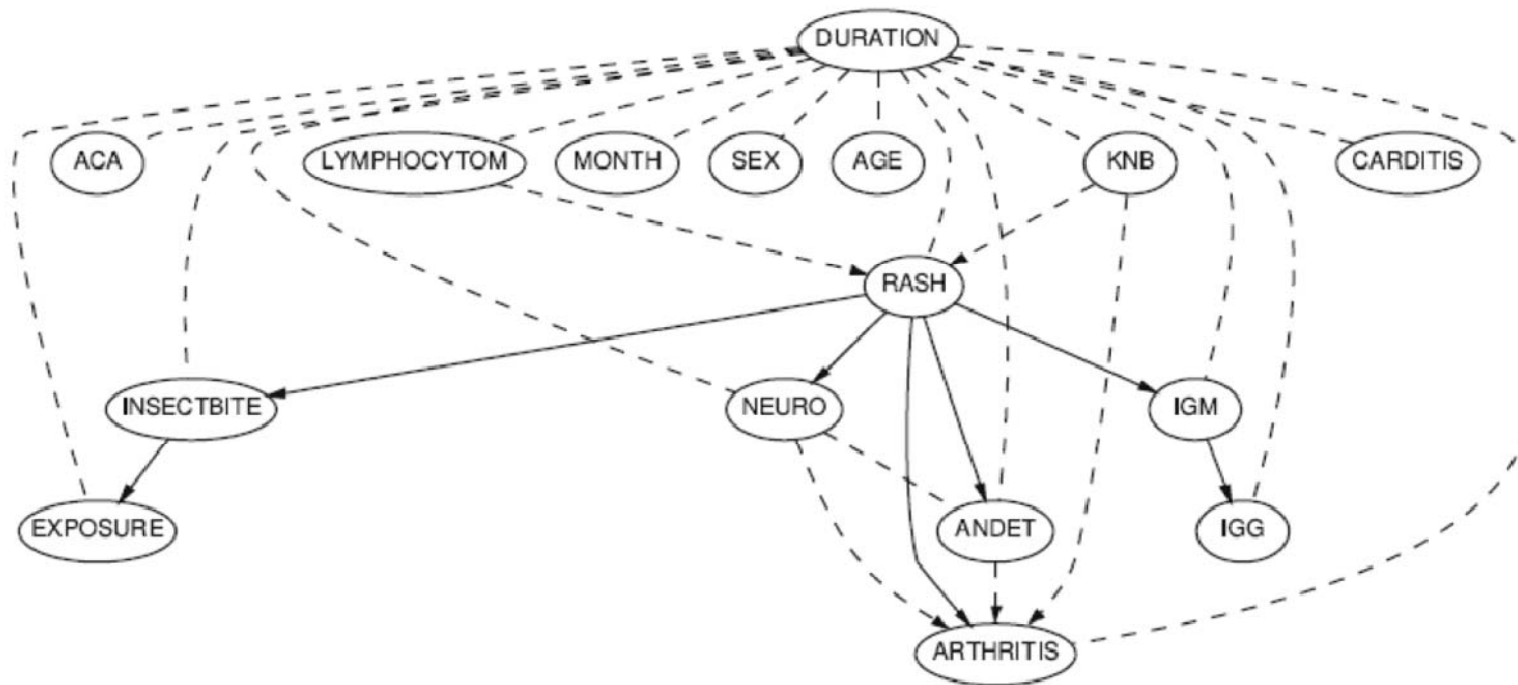 DURATION
ACA LYMPHOCYTOM MONTH SEX AGE KNB CARDITIS
RASH
INSECTBITE NEURO IGM
EXPOSURE ANDET IGG
ARTHRITIS